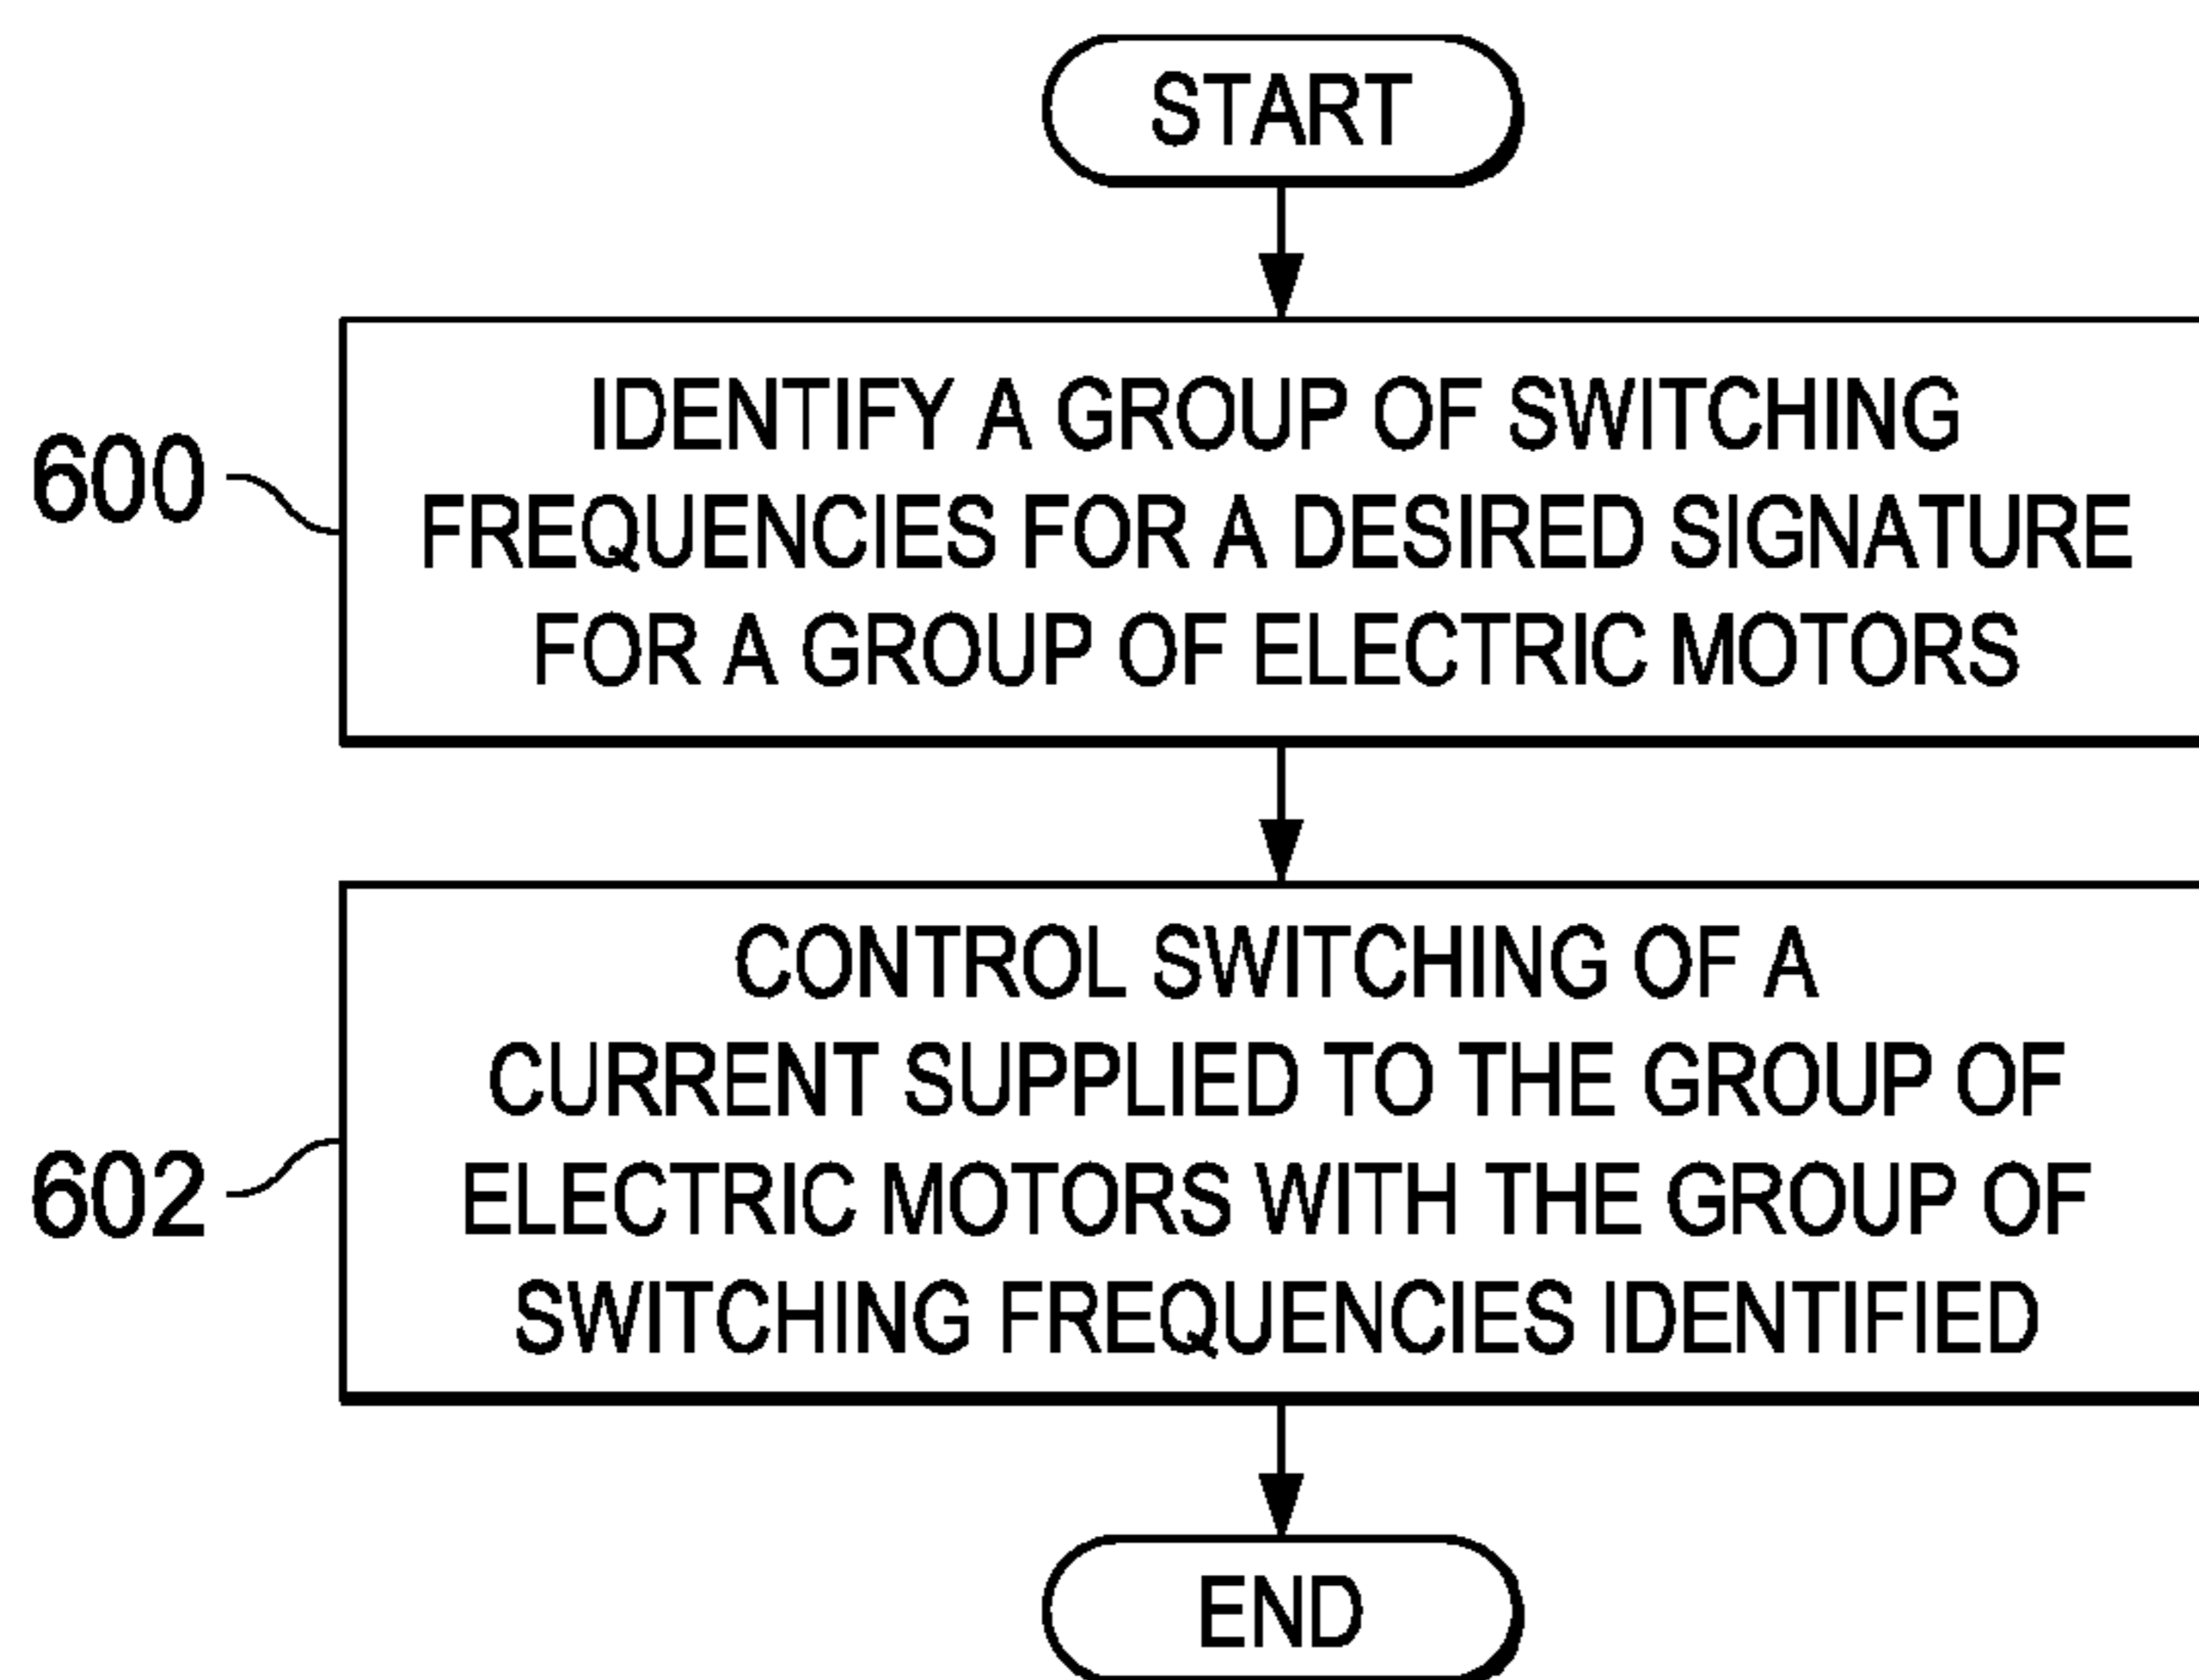 START
IDENTIFY A GROUP OF SWITCHING
FREQUENCIES FOR A DESIRED SIGNATURE
FOR A GROUP OF ELECTRIC MOTORS
600
CONTROL SWITCHING OF A
CURRENT SUPPLIED TO THE GROUP OF
ELECTRIC MOTORS WITH THE GROUP OF
SWITCHING FREQUENCIES IDENTIFIED
602
END